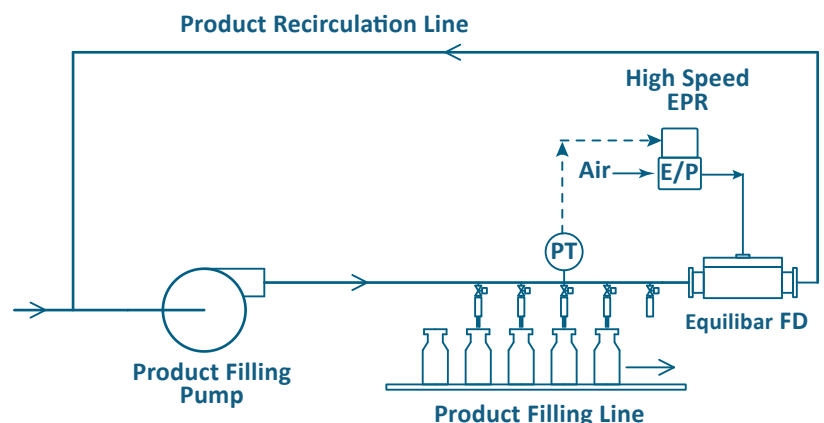 Product Recirculation Line
High Speed
EPR
Air
E/P
PT
Equilibar FD
Product Filling
Pump
Product Filling Line